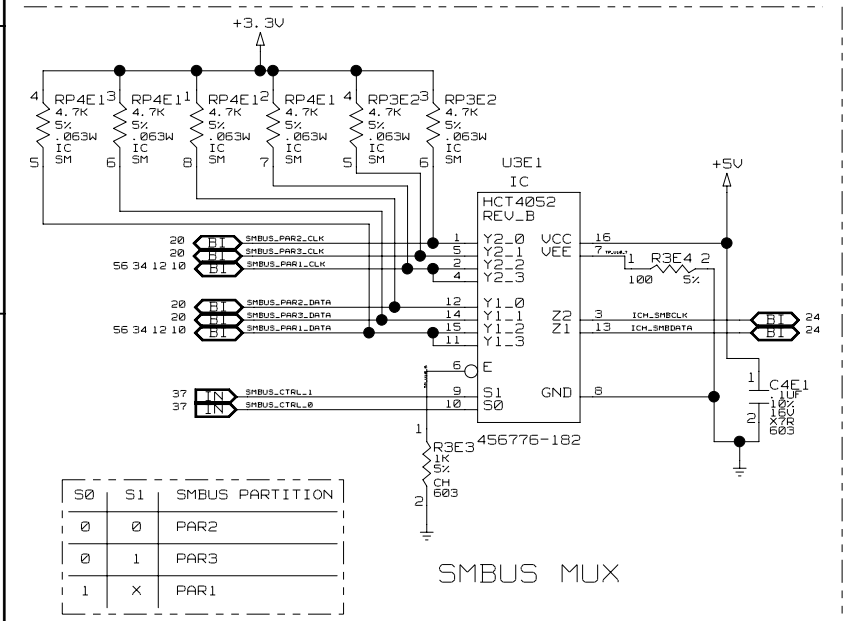 +3.3V
4 RP4E1 3 RP4E1 1 RP4E1 2 RP4E1 4 RP3E2 3 RP3E2
4.7K 4.7K 4.7K 4.7K 4.7K 4.7K
5% 5% 5% 5% 5% 5%
.063W .063W .063W .063W .063W .063W
IC IC IC IC IC IC
5 SM 6 SM 8 SM 7 SM 5 SM 6 SM
U3E1
IC
+5V
HCT4052
REV_B
20 BI SMBUS_PAR2_CLK 1 Y2_0 VCC 16
20 BI SMBUS_PAR3_CLK 5 Y2_1 VEE 7
56 34 12 10 BI SMBUS_PAR1_CLK 2 Y2_2
4 Y2_3
1 R3E4 2
100 5%
20 BI SMBUS_PAR2_DATA 12 Y1_0
20 BI SMBUS_PAR3_DATA 14 Y1_1 Z2 3 ICH_SMBCLK BI 24
56 34 12 10 BI SMBUS_PAR1_DATA 15 Y1_2 Z1 13 ICH_SMBDATA BI 24
11 Y1_3
6 E
37 IN SMBUS_CTRL_1 9 S1 GND 8
37 IN SMBUS_CTRL_0 10 S0
1 C4E1
.1UF
10%
16V
2 X7R
603
456776-182
1 R3E3
1K
5%
CH
2 603
S0 S1 SMBUS PARTITION
0 0 PAR2
0 1 PAR3
1 X PAR1
SMBUS MUX